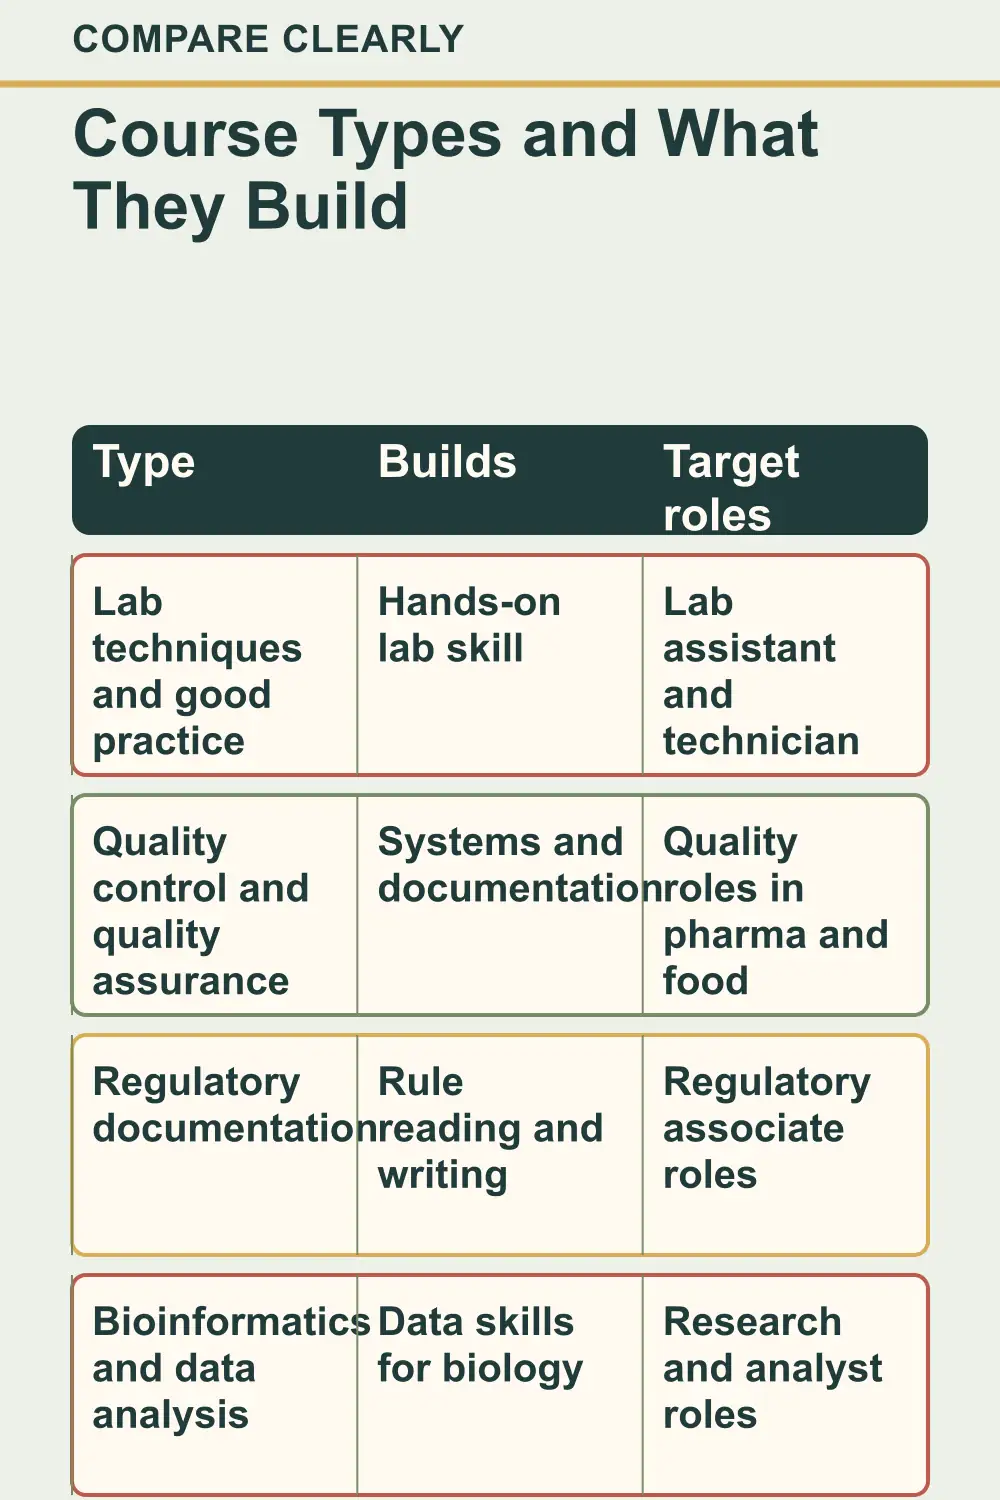 COMPARE CLEARLY
Course Types and What
They Build
Type
Builds
Target
roles
Lab
techniques
and good
practice
Hands-on
lab skill
Lab
assistant
and
technician
Quality
control and
quality
assurance
Systems and
documentation
Quality
roles in
pharma and
food
Regulatory
documentation
Rule
reading and
writing
Regulatory
associate
roles
Bioinformatics
and data
analysis
Data skills
for biology
Research
and analyst
roles